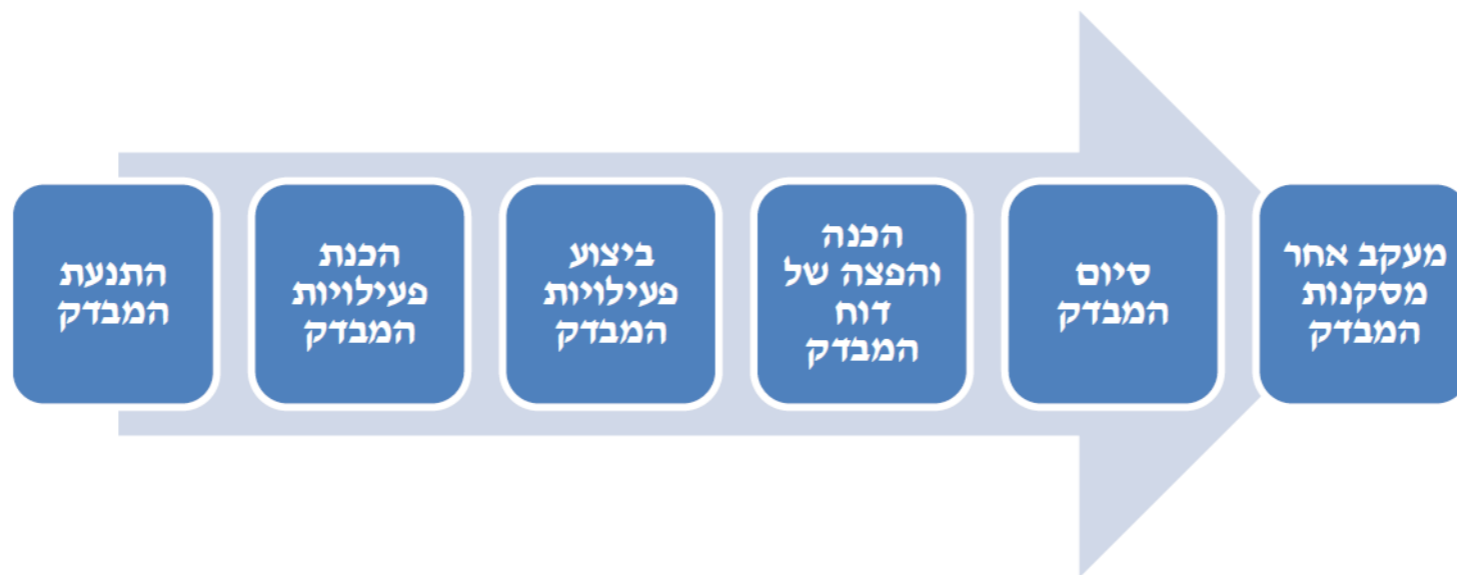 התנעת
המבדק
הכנת
פעילויות
המבדק
ביצוע
פעילויות
המבדק
הכנה
והפצה של
דוח
המבדק
סיום
המבדק
מעקב אחר
מסקנות
המבדק